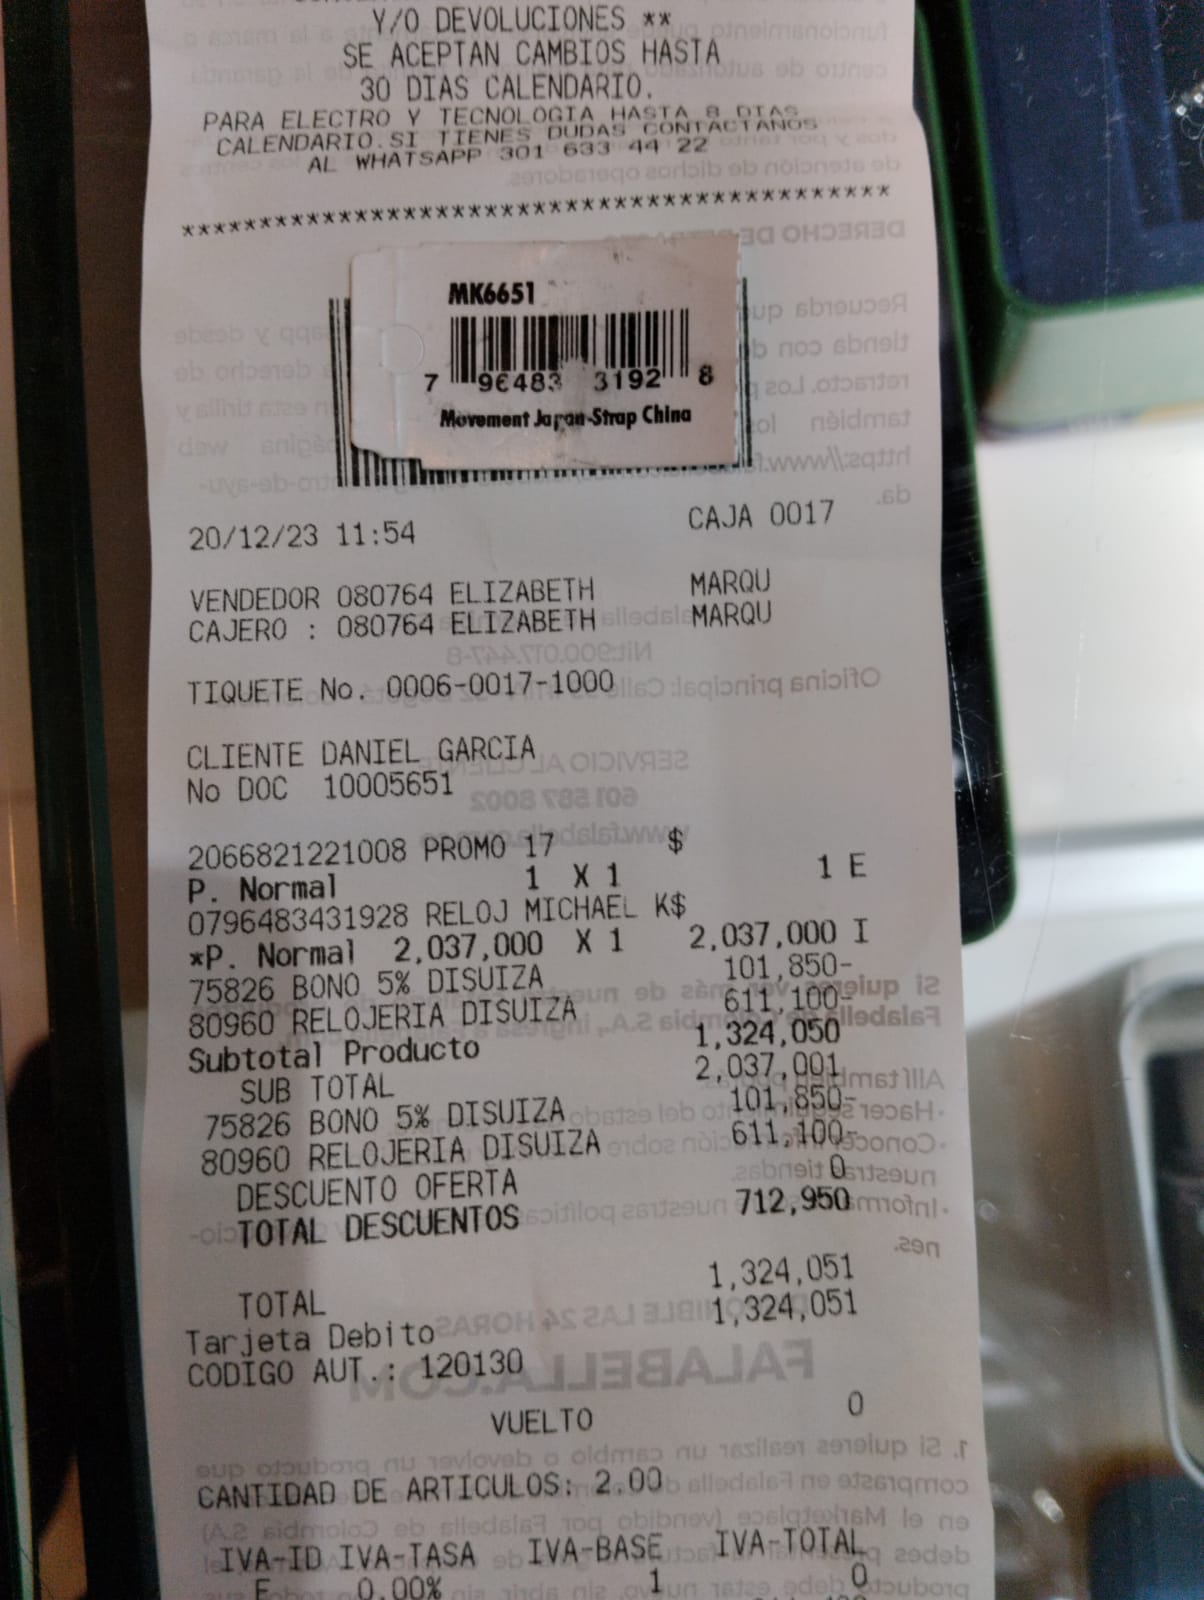 Y/O DEVOLUCIONES **
SE ACEPTAN CAMBIOS HASTA
30 DIAS CALENDARIO.
PARA ELECTRO Y TECNOLOGIA HASTA 8 DIAS
CALENDARIO.SI TIENES DUDAS CONTACTANOS
AL WHATSAPP 301 633 44 22
******************************************
MK6651
7 96483 3192 8
Movement Japan-Strap China
20/12/23 11:54 CAJA 0017
VENDEDOR 080764 ELIZABETH MARQU
CAJERO : 080764 ELIZABETH MARQU
TIQUETE No. 0006-0017-1000
CLIENTE DANIEL GARCIA
No DOC 10005651
2066821221008 PROMO 17 $
P. Normal 1 X 1 1 E
0796483431928 RELOJ MICHAEL K$
*P. Normal 2,037,000 X 1 2,037,000 I
75826 BONO 5% DISUIZA 101,850-
80960 RELOJERIA DISUIZA 611,100-
Subtotal Producto 1,324,050
SUB TOTAL 2,037,001
75826 BONO 5% DISUIZA 101,850-
80960 RELOJERIA DISUIZA 611,100-
DESCUENTO OFERTA 0
TOTAL DESCUENTOS 712,950
TOTAL 1,324,051
Tarjeta Debito 1,324,051
CODIGO AUT.: 120130
VUELTO 0
CANTIDAD DE ARTICULOS: 2.00
IVA-ID IVA-TASA IVA-BASE IVA-TOTAL
E 0.00% 1 0